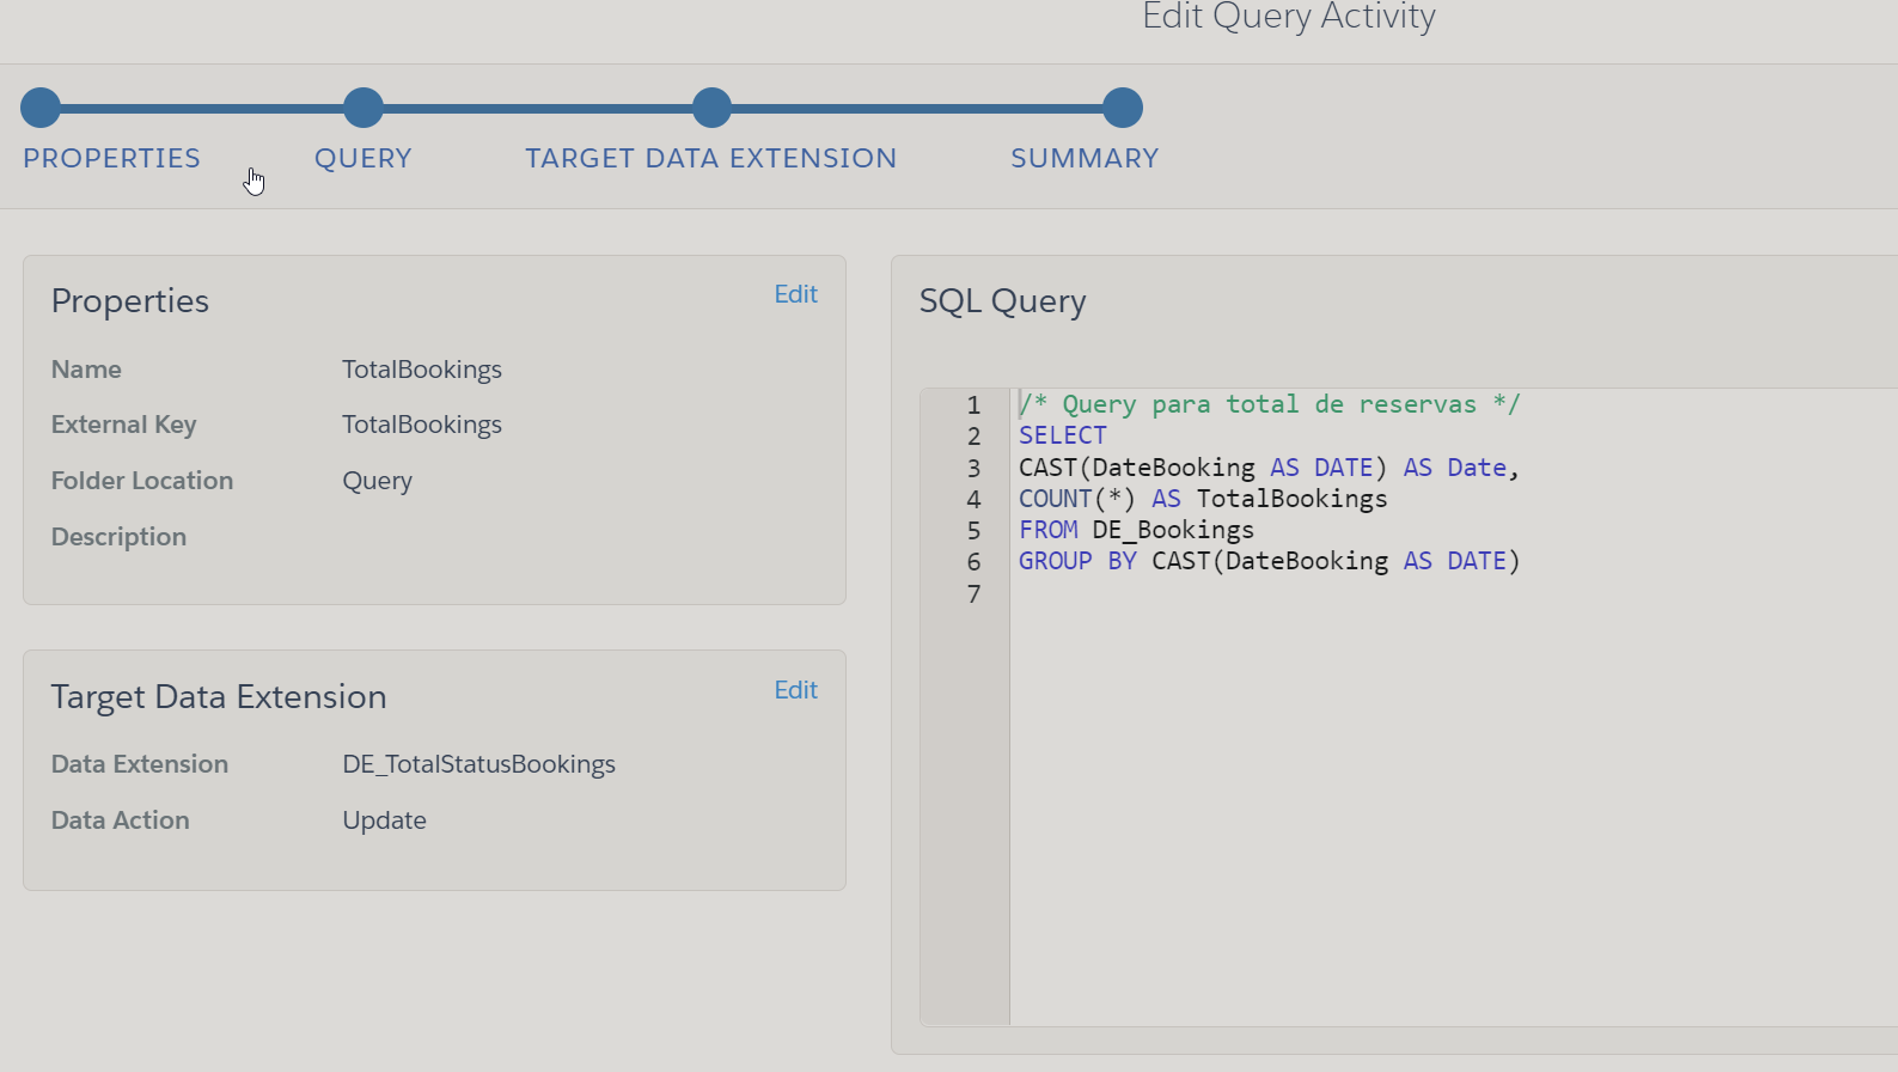 Edit Query Activity
PROPERTIES
QUERY
TARGET DATA EXTENSION
SUMMARY
Properties
Edit
Name TotalBookings
External Key TotalBookings
Folder Location Query
Description
Target Data Extension
Edit
Data Extension DE_TotalStatusBookings
Data Action Update
SQL Query
1 /* Query para total de reservas */
2 SELECT
3 CAST(DateBooking AS DATE) AS Date,
4 COUNT(*) AS TotalBookings
5 FROM DE_Bookings
6 GROUP BY CAST(DateBooking AS DATE)
7